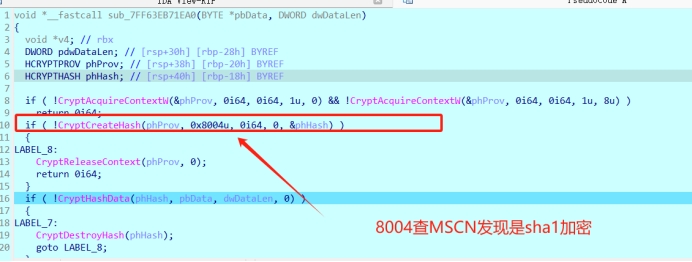 IDA View-RIP
Pseudocode A
1 void *__fastcall sub_7FF63EB71EA0(BYTE *pbData, DWORD dwDataLen)
2 {
3 void *v4; // rbx
4 DWORD pdwDataLen; // [rsp+30h] [rbp-28h] BYREF
5 HCRYPTPROV phProv; // [rsp+38h] [rbp-20h] BYREF
6 HCRYPTHASH phHash; // [rsp+40h] [rbp-18h] BYREF
7
8 if ( !CryptAcquireContextW(&phProv, 0i64, 0i64, 1u, 0) && !CryptAcquireContextW(&phProv, 0i64, 0i64, 1u, 8u) )
9 return 0i64;
10 if ( !CryptCreateHash(phProv, 0x8004u, 0i64, 0, &phHash) )
11 {
12 LABEL_8:
13 CryptReleaseContext(phProv, 0);
14 return 0i64;
15 }
16 if ( !CryptHashData(phHash, pbData, dwDataLen, 0) )
17 {
18 LABEL_7:
19 CryptDestroyHash(phHash);
20 goto LABEL_8;
8004查MSCN发现是sha1加密